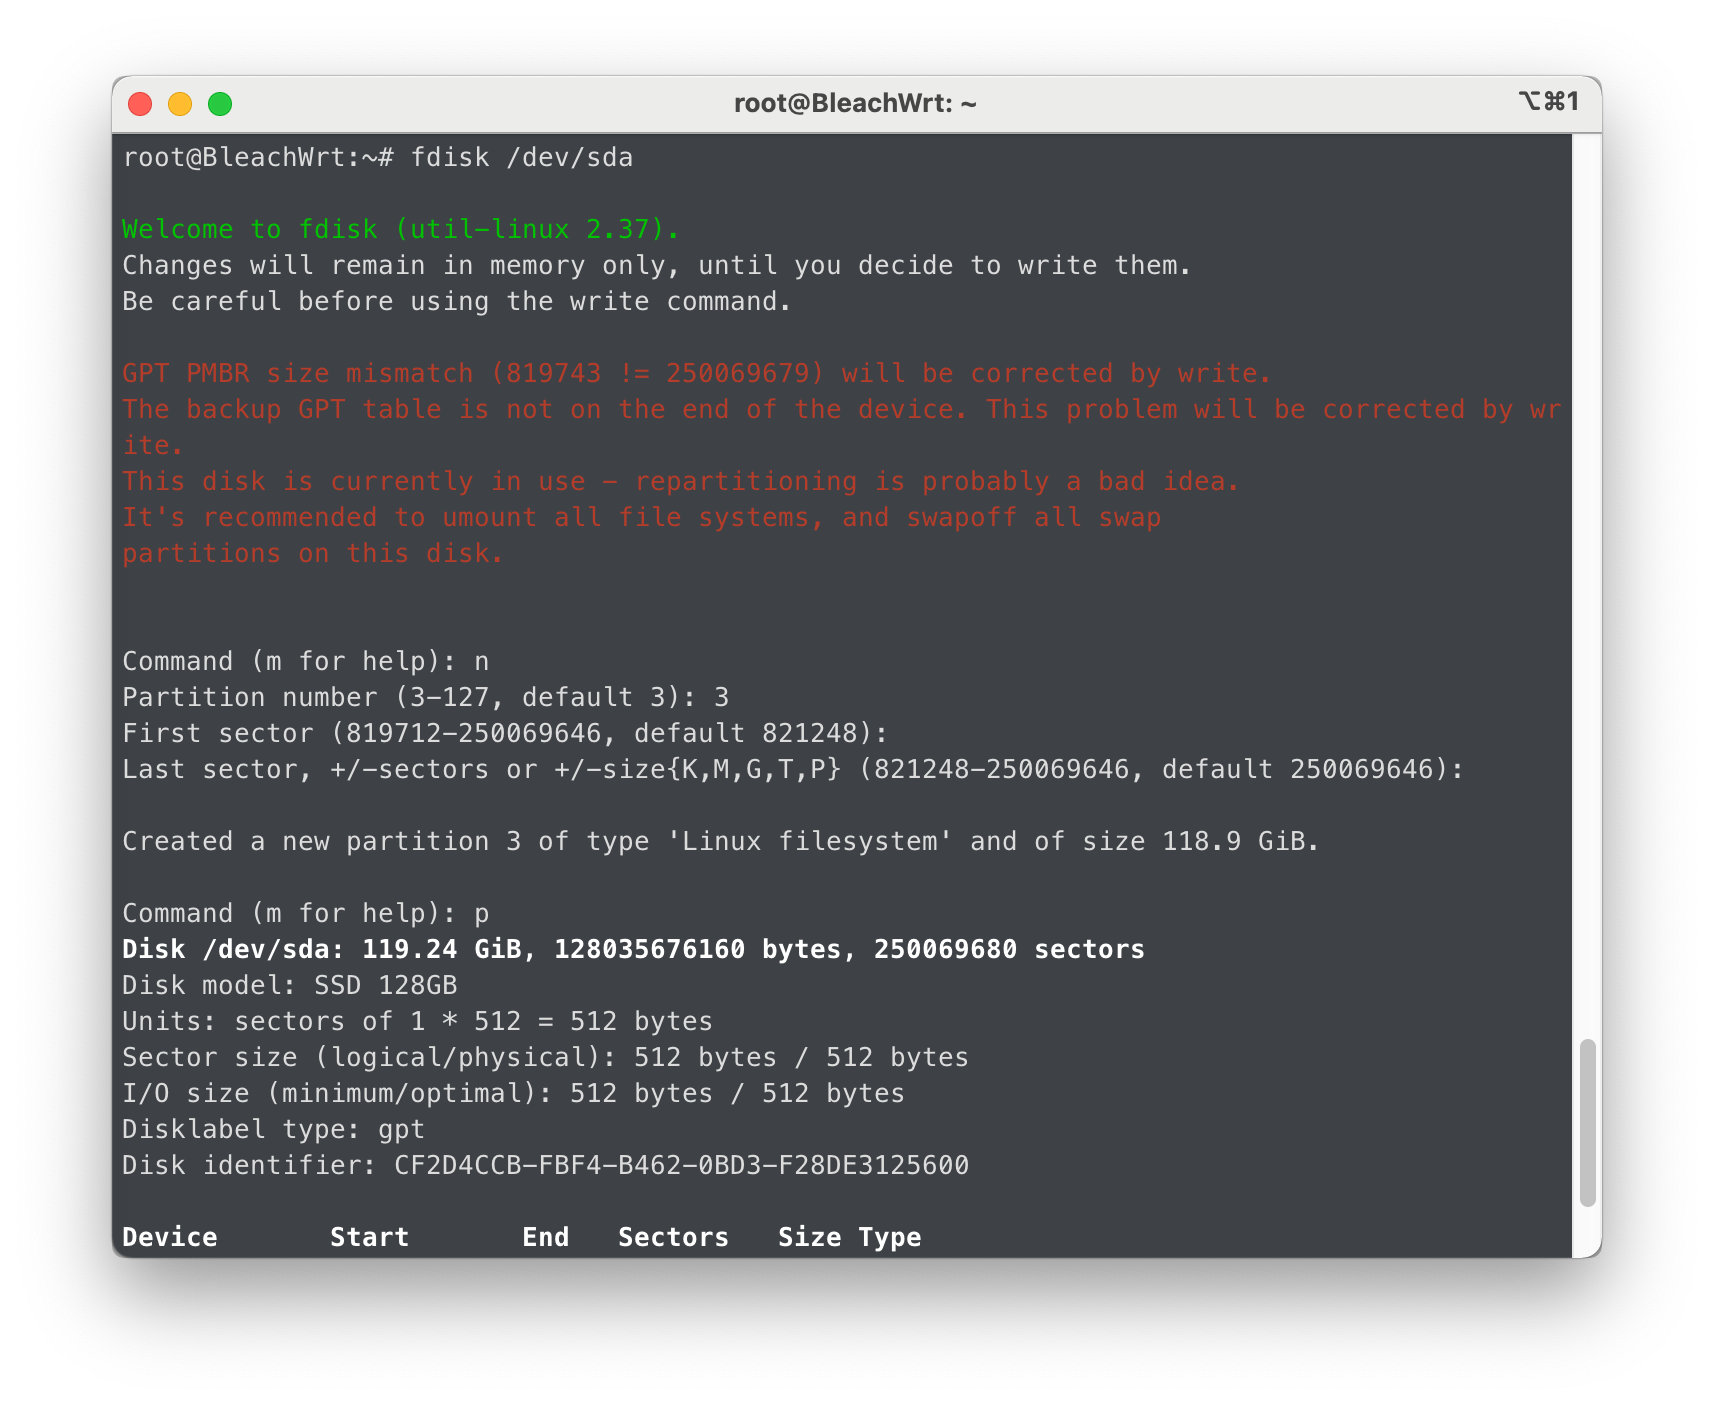 root@BleachWrt: ~
⌥⌘1
root@BleachWrt:~# fdisk /dev/sda
Welcome to fdisk (util-linux 2.37).
Changes will remain in memory only, until you decide to write them.
Be careful before using the write command.
GPT PMBR size mismatch (819743 != 250069679) will be corrected by write.
The backup GPT table is not on the end of the device. This problem will be corrected by wr
ite.
This disk is currently in use - repartitioning is probably a bad idea.
It's recommended to umount all file systems, and swapoff all swap
partitions on this disk.
Command (m for help): n
Partition number (3-127, default 3): 3
First sector (819712-250069646, default 821248):
Last sector, +/-sectors or +/-size{K,M,G,T,P} (821248-250069646, default 250069646):
Created a new partition 3 of type 'Linux filesystem' and of size 118.9 GiB.
Command (m for help): p
Disk /dev/sda: 119.24 GiB, 128035676160 bytes, 250069680 sectors
Disk model: SSD 128GB
Units: sectors of 1 * 512 = 512 bytes
Sector size (logical/physical): 512 bytes / 512 bytes
I/O size (minimum/optimal): 512 bytes / 512 bytes
Disklabel type: gpt
Disk identifier: CF2D4CCB-FBF4-B462-0BD3-F28DE3125600
Device       Start       End   Sectors   Size Type